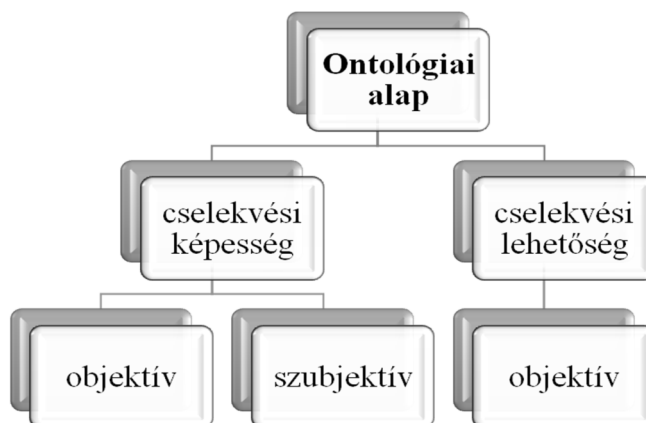 Ontológiai
alap
cselekvési
képesség
cselekvési
lehetőség
objektív
szubjektív
objektív